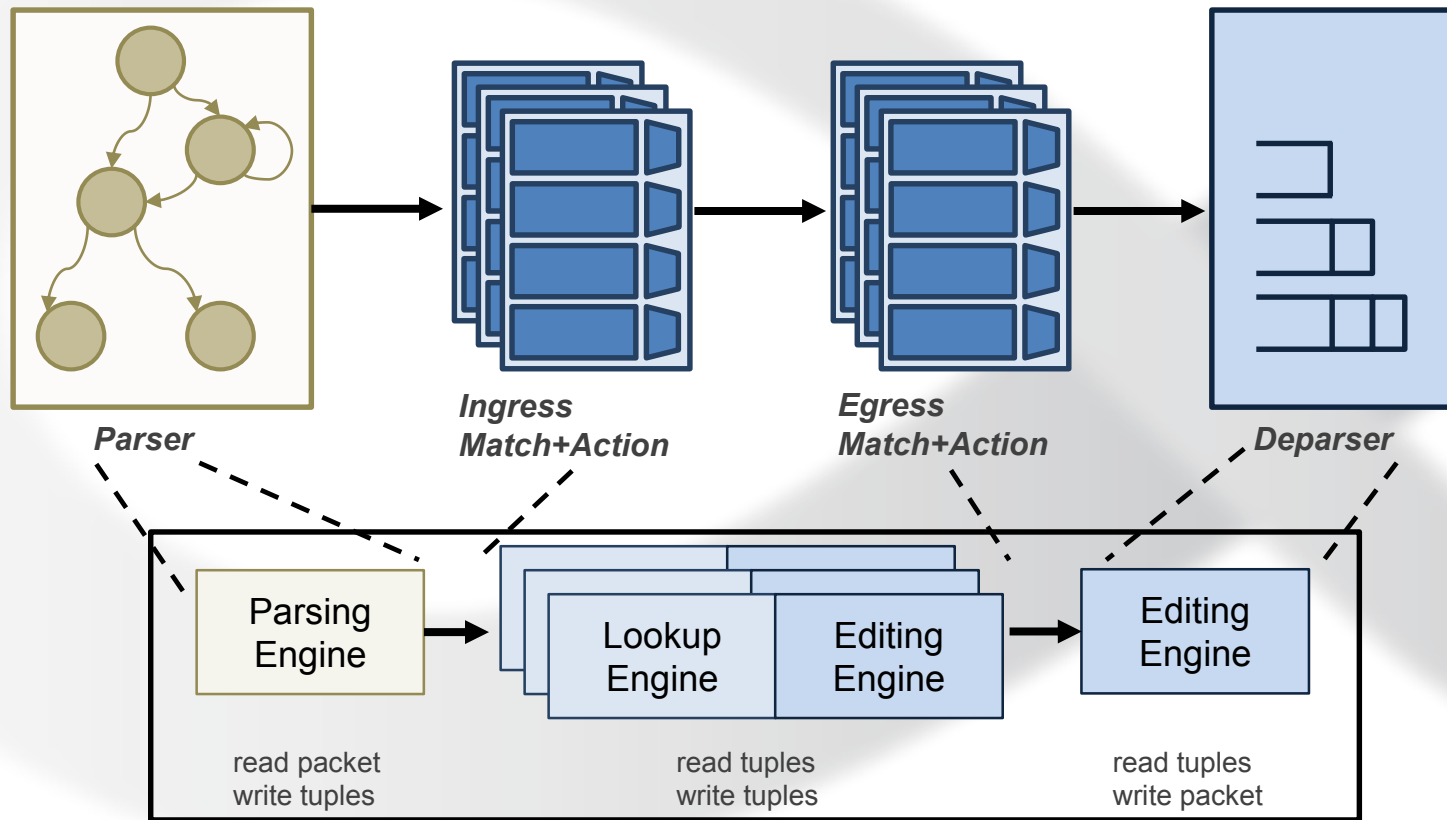 Parser
Ingress
Match+Action
Egress
Match+Action
Deparser
Parsing
Engine
Lookup
Engine
Editing
Engine
Editing
Engine
read packet
write tuples
read tuples
write tuples
read tuples
write packet